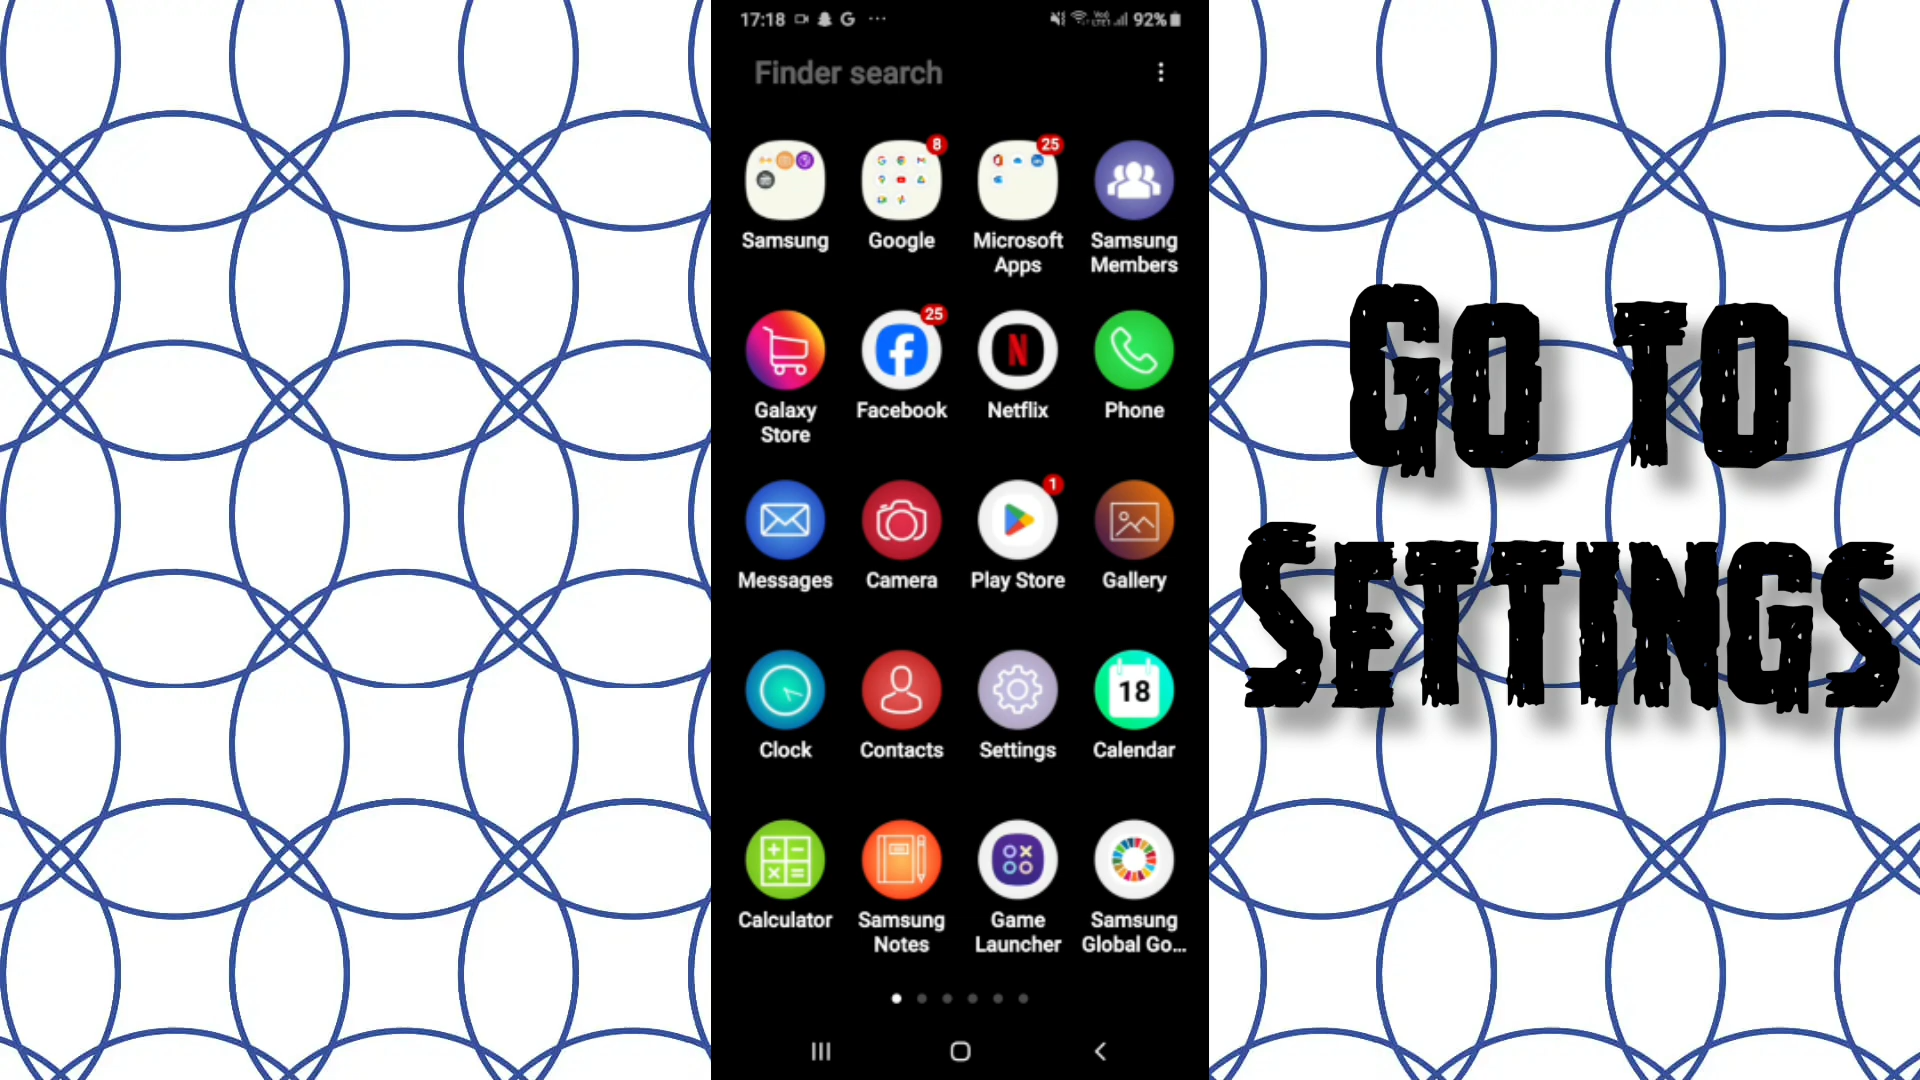 17:18
92%
Finder search
8
25
Samsung
Google
Microsoft
Apps
Samsung
Members
25
Galaxy
Store
Facebook
Netflix
Phone
1
Messages
Camera
Play Store
Gallery
18
Clock
Contacts
Settings
Calendar
Calculator
Samsung
Notes
Game
Launcher
Samsung
Global Go...
Go to
Settings